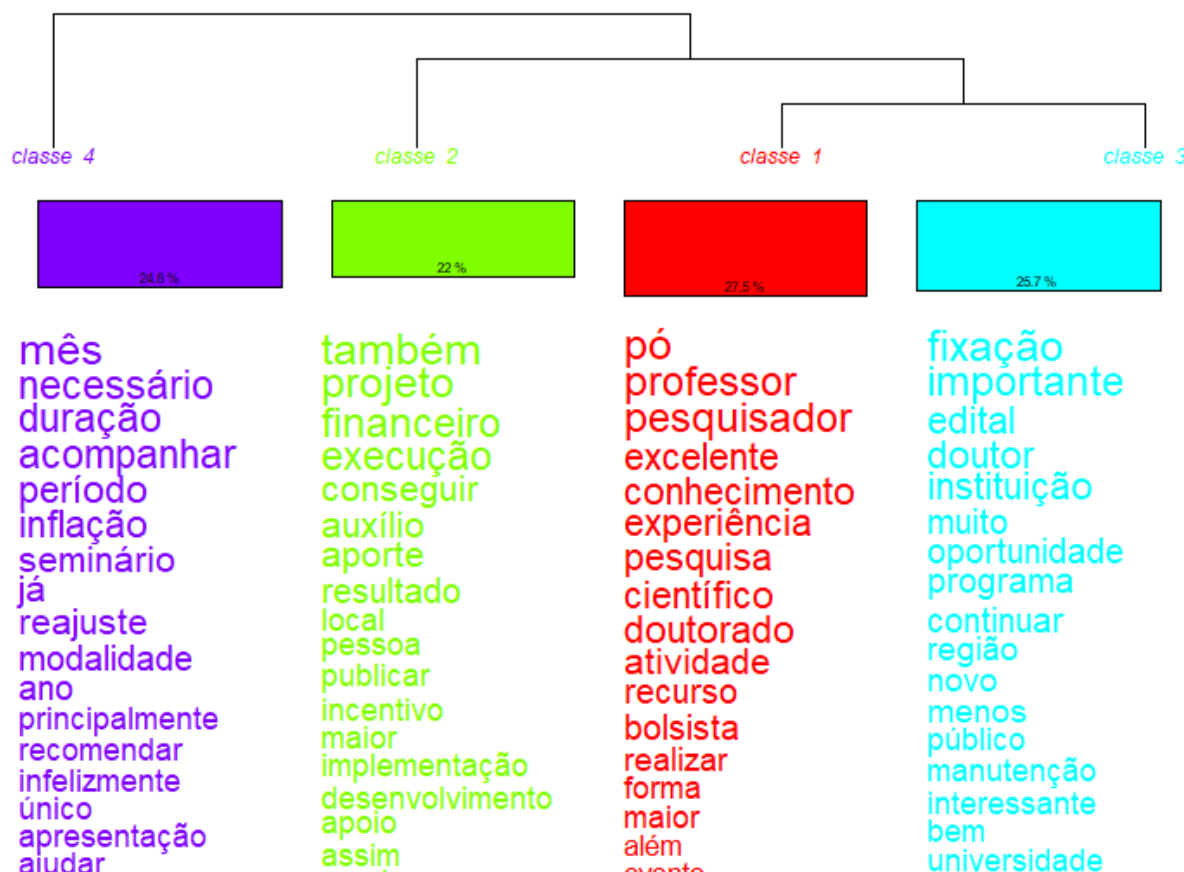 classe 4
classe 2
classe 1
classe 3
24.8 %
22 %
27.5 %
25.7 %
mês
necessário
duração
acompanhar
período
inflação
seminário
já
reajuste
modalidade
ano
principalmente
recomendar
infelizmente
único
apresentação
ajudar
também
projeto
financeiro
execução
conseguir
auxílio
aporte
resultado
local
pessoa
publicar
incentivo
maior
implementação
desenvolvimento
apoio
assim
pó
professor
pesquisador
excelente
conhecimento
experiência
pesquisa
científico
doutorado
atividade
recurso
bolsista
realizar
forma
maior
além
fixação
importante
edital
doutor
instituição
muito
oportunidade
programa
continuar
região
novo
menos
público
manutenção
interessante
bem
universidade